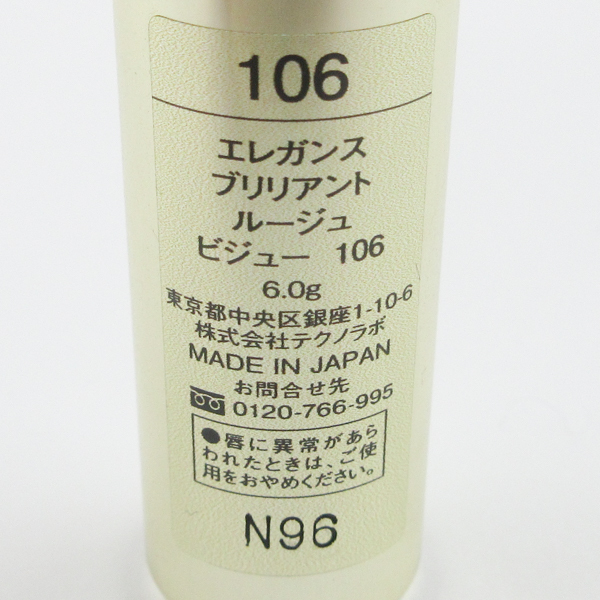 106
エレガンス
ブリリアント
ルージュ
ビジュー 106
6.0g
東京都中央区銀座1-10-6
株式会社テクノラボ
MADE IN JAPAN
お問合せ先
0120-766-995
●唇に異常があら
われたときは、ご使
用をおやめください。
N96